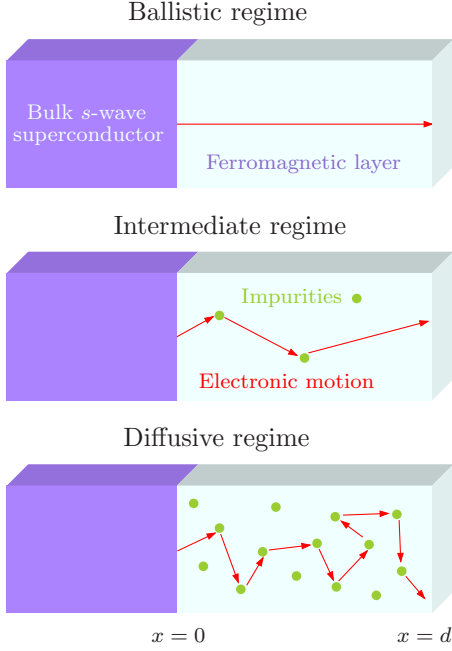 Ballistic regime
Bulk s-wave
superconductor
Ferromagnetic layer
Intermediate regime
Impurities
Electronic motion
Diffusive regime
x = 0
x = d